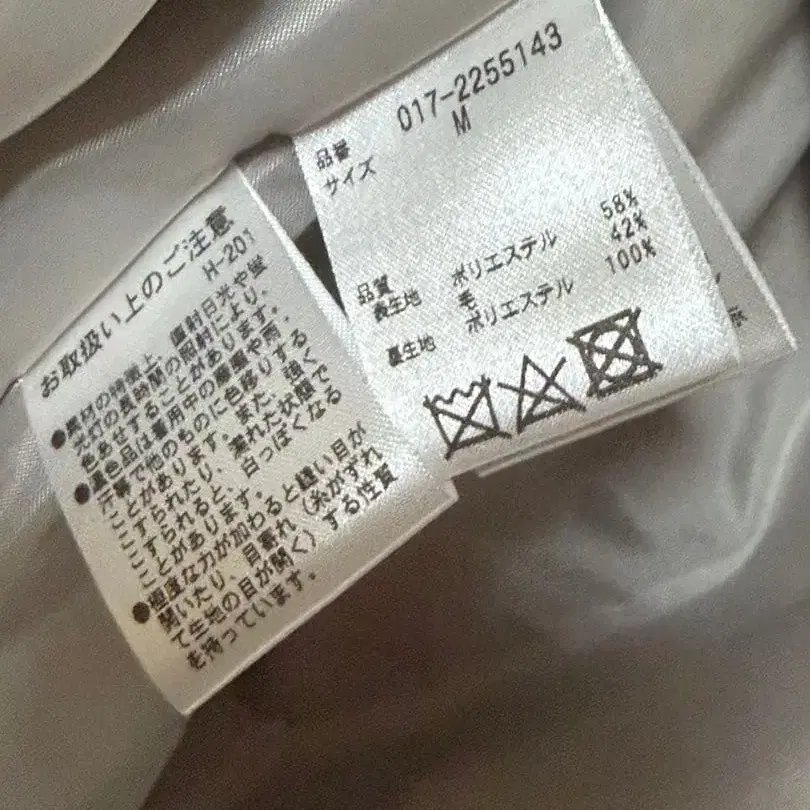 お取扱い上のご注意
H-201
●素材の特徴上、直射日光や蛍
光灯の長時間の照射により、
色あせすることがあります。
●濃色品は着用中の摩擦や雨、
汗等で他のものに色移りする
ことがあります。また、強く
こすられたり、濡れた状態で
こすられると、白っぽくなる
ことがあります。
●極度な力が加わると縫い目が
開いたり、目寄れ（糸がずれ
て生地の目が開く）する性質
を持っています。
品番 017-2255143
サイズ M
品質
表生地 ポリエステル 58%
毛 42%
裏生地 ポリエステル 100%